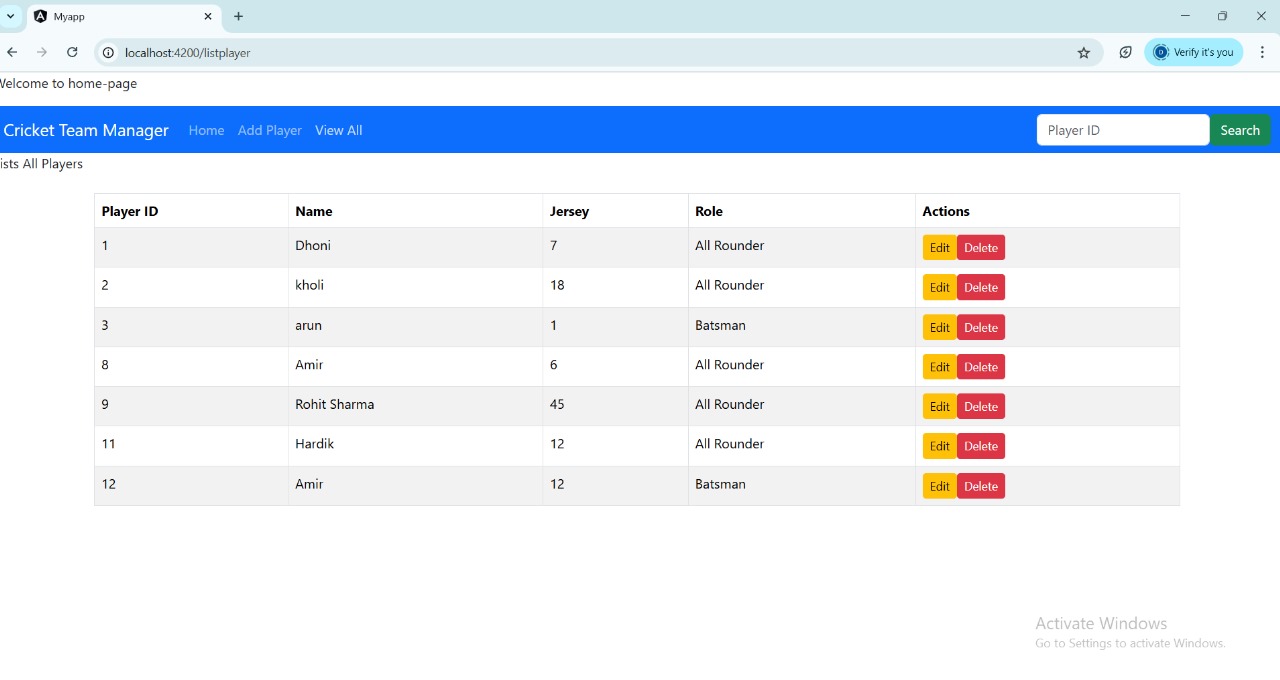 Myapp
localhost:4200/listplayer
Verify it's you
Welcome to home-page
Cricket Team Manager Home Add Player View All Player ID Search
ists All Players
Player ID Name Jersey Role Actions
1 Dhoni 7 All Rounder Edit Delete
2 kholi 18 All Rounder Edit Delete
3 arun 1 Batsman Edit Delete
8 Amir 6 All Rounder Edit Delete
9 Rohit Sharma 45 All Rounder Edit Delete
11 Hardik 12 All Rounder Edit Delete
12 Amir 12 Batsman Edit Delete
Activate Windows
Go to Settings to activate Windows.